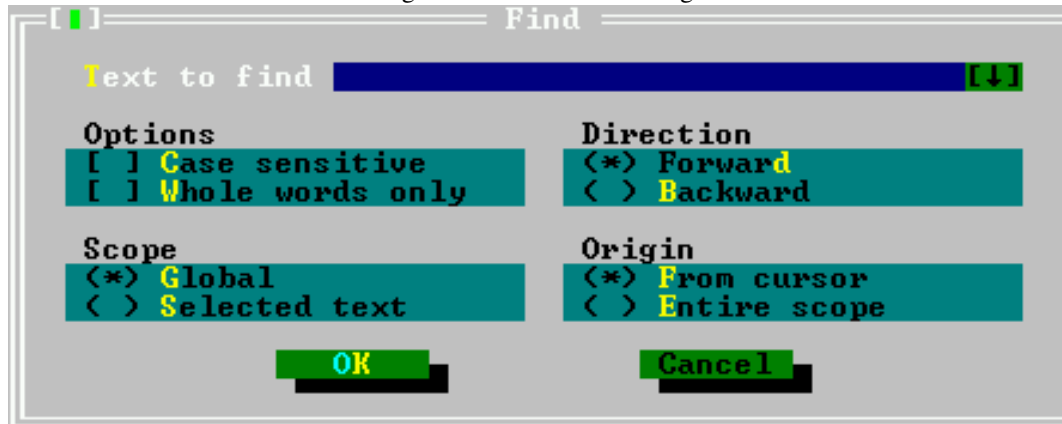 [▮] Find
Text to find [↓]
Options
[ ] Case sensitive
[ ] Whole words only
Direction
(*) Forward
( ) Backward
Scope
(*) Global
( ) Selected text
Origin
(*) From cursor
( ) Entire scope
OK Cancel